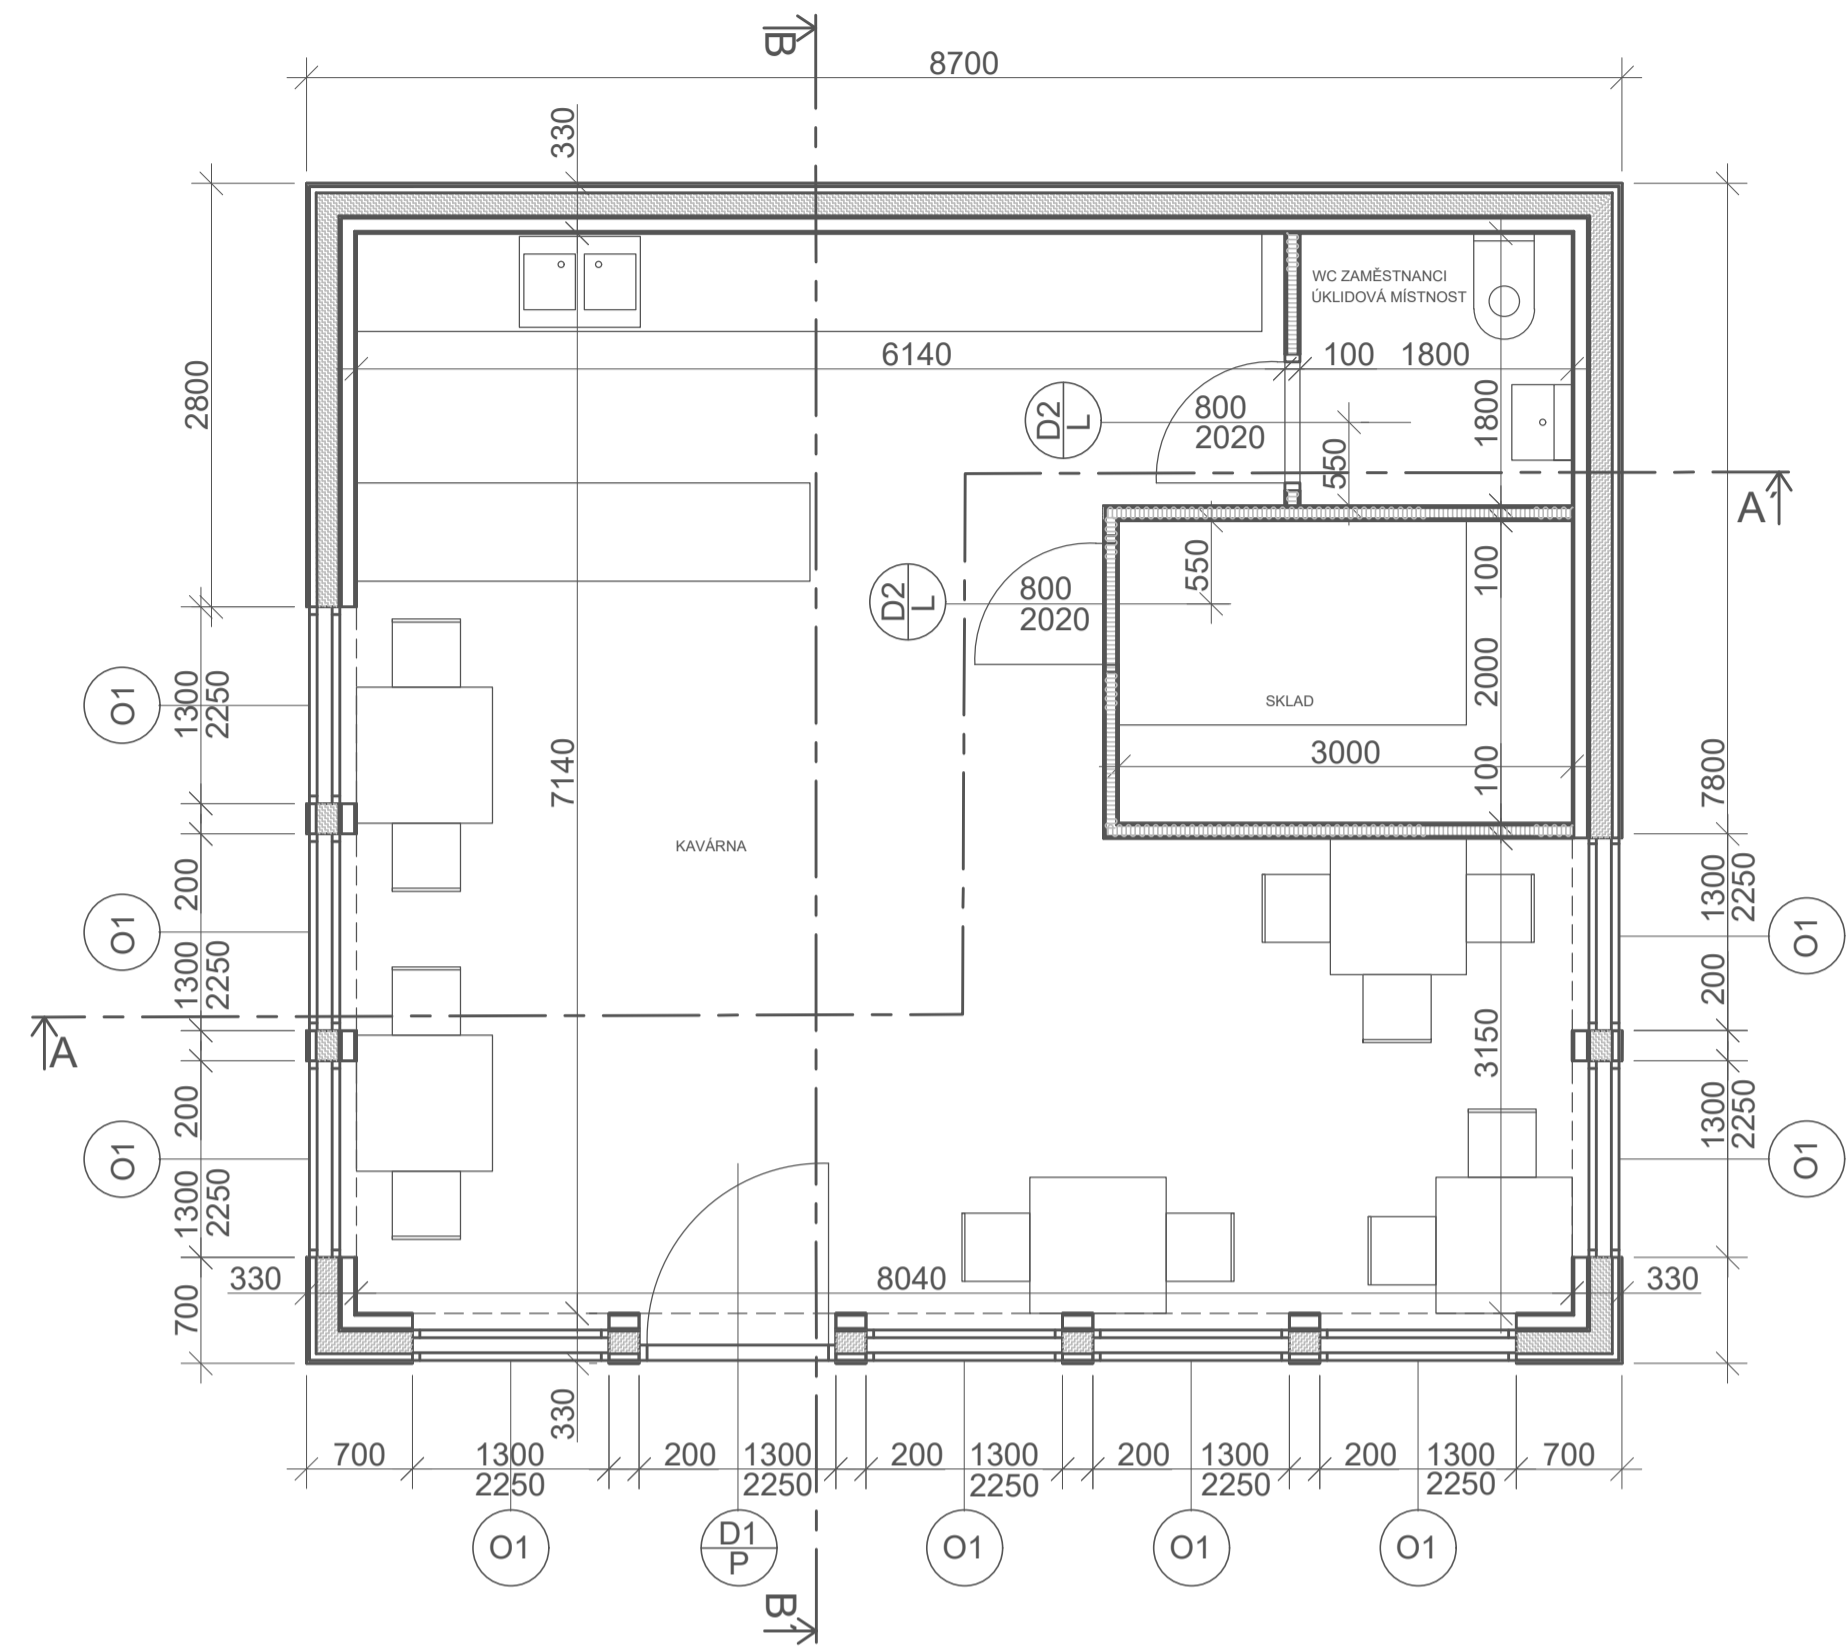 B
8700
330
WC ZAMĚSTNANCI
ÚKLIDOVÁ MÍSTNOST
6140
100
1800
2800
1800
D2
L
800
2020
550
A'
550
100
D2
L
800
2020
O1
1300
2250
2000
SKLAD
3000
100
7140
7800
KAVÁRNA
200
1300
2250
O1
O1
1300
2250
200
A
3150
200
1300
2250
O1
O1
1300
2250
330
8040
330
700
330
700
1300
2250
200
1300
2250
200
1300
2250
200
1300
2250
200
1300
2250
700
O1
D1
P
O1
O1
O1
B'